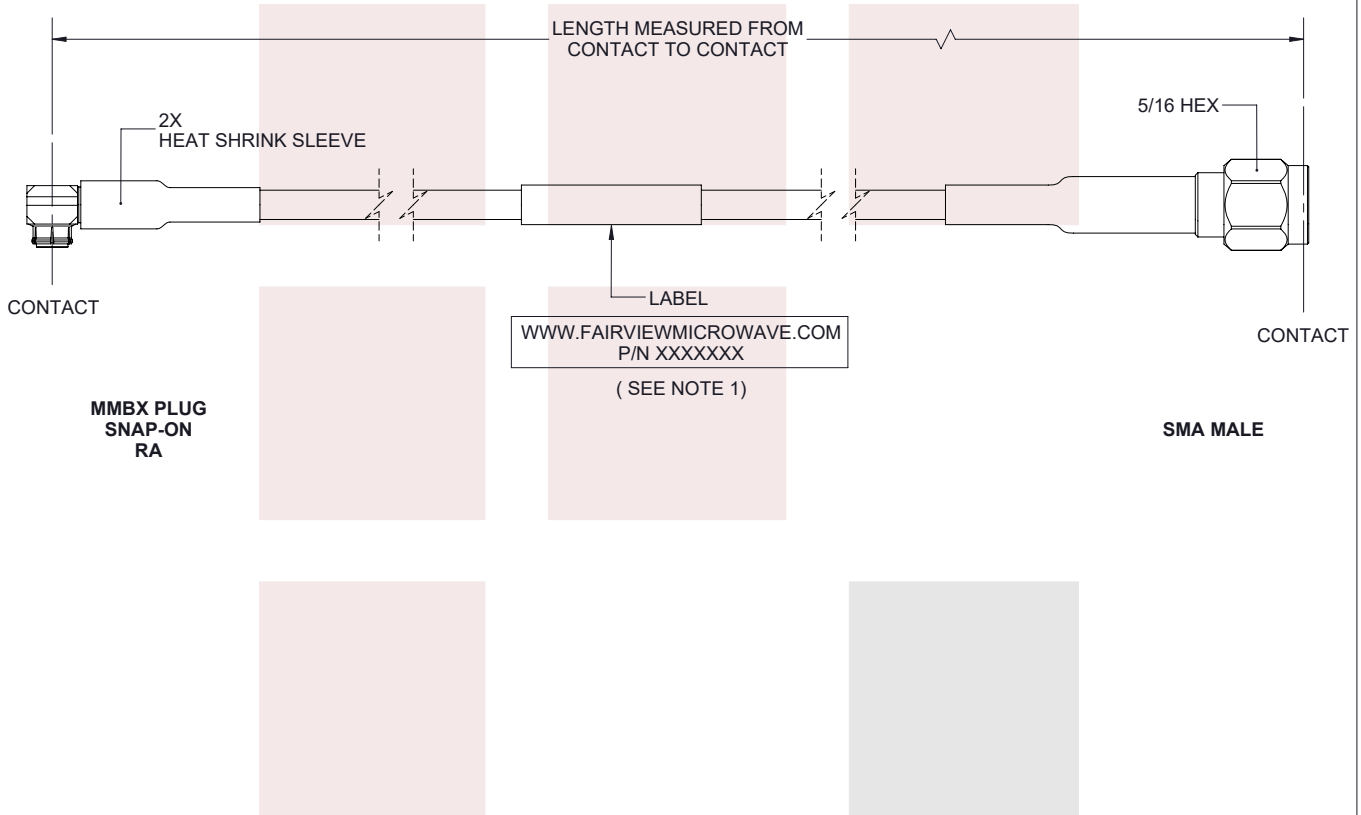 LENGTH MEASURED FROM
CONTACT TO CONTACT
2X
HEAT SHRINK SLEEVE
5/16 HEX
CONTACT
LABEL
WWW.FAIRVIEWMICROWAVE.COM
P/N XXXXXXX
( SEE NOTE 1)
CONTACT
MMBX PLUG
SNAP-ON
RA
SMA MALE